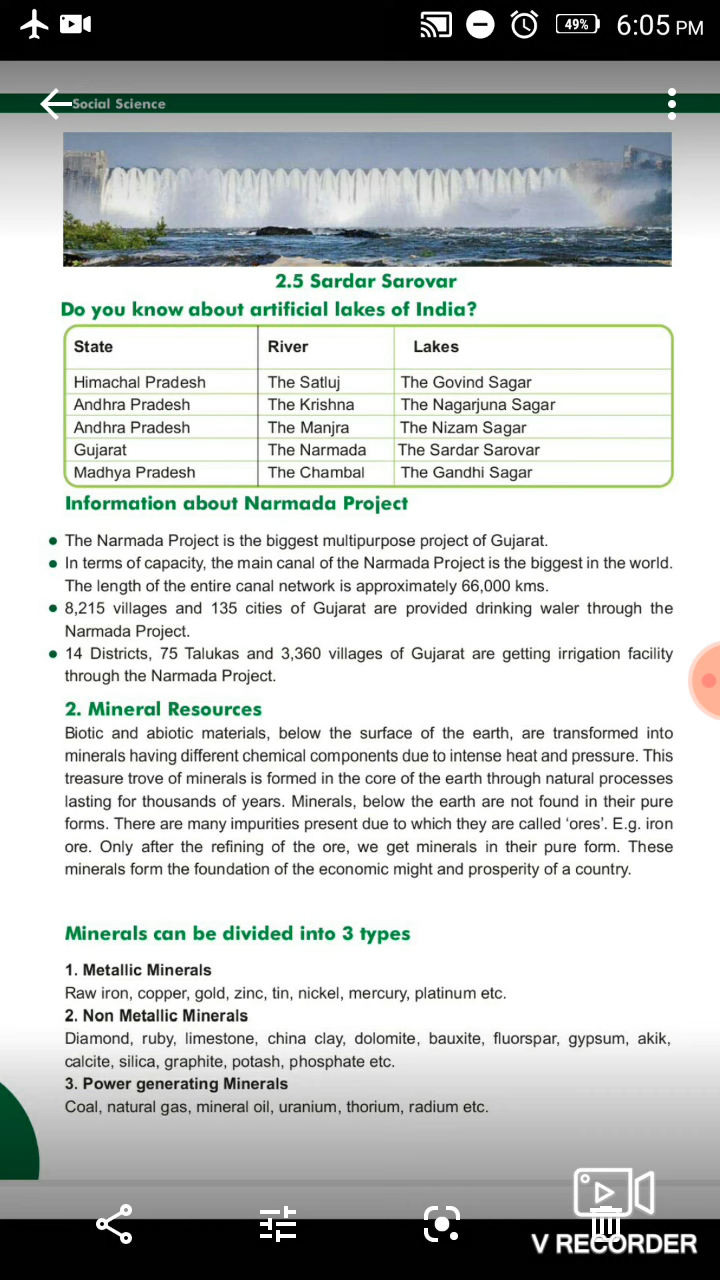 49% 6:05 PM
Social Science
2.5 Sardar Sarovar
Do you know about artificial lakes of India?
State River Lakes
Himachal Pradesh The Satluj The Govind Sagar
Andhra Pradesh The Krishna The Nagarjuna Sagar
Andhra Pradesh The Manjra The Nizam Sagar
Gujarat The Narmada The Sardar Sarovar
Madhya Pradesh The Chambal The Gandhi Sagar
Information about Narmada Project
• The Narmada Project is the biggest multipurpose project of Gujarat.
• In terms of capacity, the main canal of the Narmada Project is the biggest in the world.
The length of the entire canal network is approximately 66,000 kms.
• 8,215 villages and 135 cities of Gujarat are provided drinking waler through the
Narmada Project.
• 14 Districts, 75 Talukas and 3,360 villages of Gujarat are getting irrigation facility
through the Narmada Project.
2. Mineral Resources
Biotic and abiotic materials, below the surface of the earth, are transformed into
minerals having different chemical components due to intense heat and pressure. This
treasure trove of minerals is formed in the core of the earth through natural processes
lasting for thousands of years. Minerals, below the earth are not found in their pure
forms. There are many impurities present due to which they are called ‘ores’. E.g. iron
ore. Only after the refining of the ore, we get minerals in their pure form. These
minerals form the foundation of the economic might and prosperity of a country.
Minerals can be divided into 3 types
1. Metallic Minerals
Raw iron, copper, gold, zinc, tin, nickel, mercury, platinum etc.
2. Non Metallic Minerals
Diamond, ruby, limestone, china clay, dolomite, bauxite, fluorspar, gypsum, akik,
calcite, silica, graphite, potash, phosphate etc.
3. Power generating Minerals
Coal, natural gas, mineral oil, uranium, thorium, radium etc.
V RECORDER